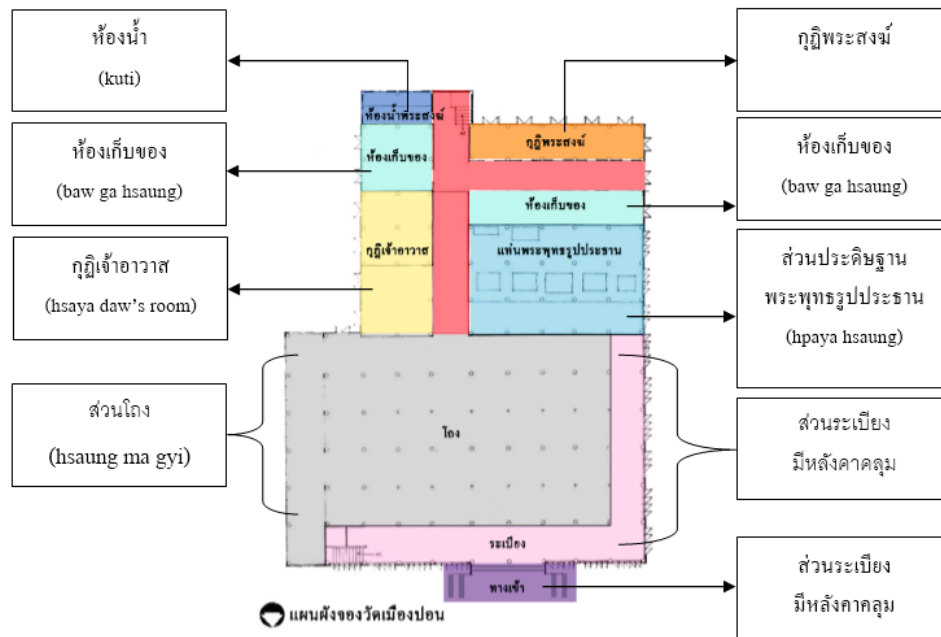 ห้องน้ำ
(kuti)
ห้องเก็บของ
(baw ga hsaung)
กุฏิเจ้าอาวาส
(hsaya daw's room)
ส่วนโถง
(hsaung ma gyi)
ห้องน้ำพระสงฆ์
ห้องเก็บของ
กุฏิเจ้าอาวาส
กุฏิพระสงฆ์
ห้องเก็บของ
แท่นพระพุทธรูปประธาน
โถง
ระเบียง
ทางเข้า
แผนผังจองวัดเมืองปอน
กุฏิพระสงฆ์
ห้องเก็บของ
(baw ga hsaung)
ส่วนประดิษฐาน
พระพุทธรูปประธาน
(hpaya hsaung)
ส่วนระเบียง
มีหลังคาคลุม
ส่วนระเบียง
มีหลังคาคลุม